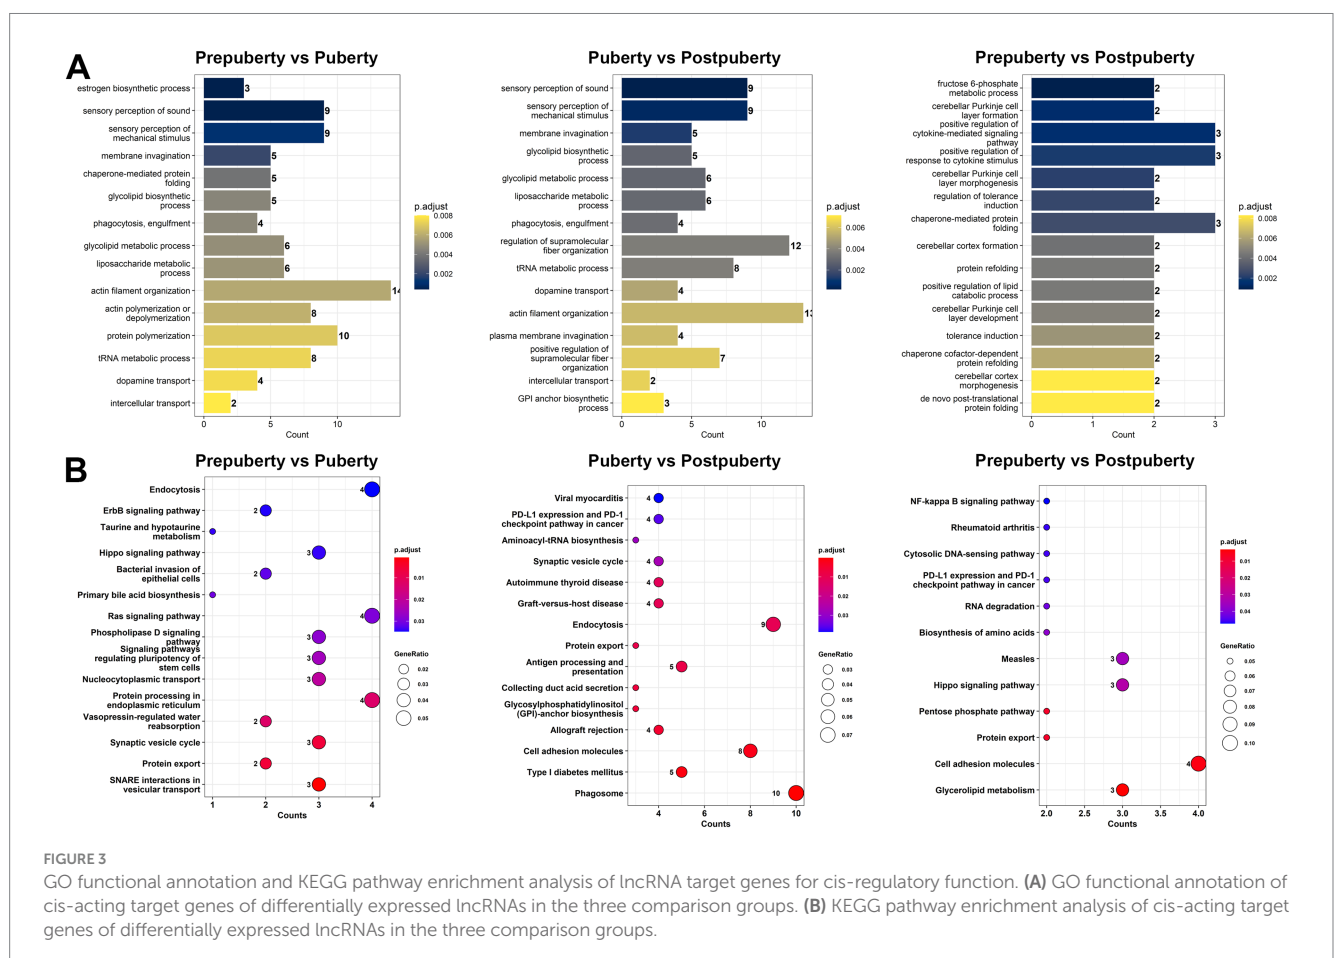 A
Prepuberty vs Puberty
estrogen biosynthetic process
3
sensory perception of sound
9
sensory perception of
mechanical stimulus
9
membrane invagination
5
chaperone-mediated protein
folding
5
glycolipid biosynthetic
process
5
phagocytosis, engulfment
4
glycolipid metabolic process
6
liposaccharide metabolic
process
6
actin filament organization
14
actin polymerization or
depolymerization
8
protein polymerization
10
tRNA metabolic process
8
dopamine transport
4
intercellular transport
2
0 5 10
Count
p.adjust
0.008
0.006
0.004
0.002
Puberty vs Postpuberty
sensory perception of sound
9
sensory perception of
mechanical stimulus
9
membrane invagination
5
glycolipid biosynthetic
process
5
glycolipid metabolic process
6
liposaccharide metabolic
process
6
phagocytosis, engulfment
4
regulation of supramolecular
fiber organization
12
tRNA metabolic process
8
dopamine transport
4
actin filament organization
13
plasma membrane invagination
4
positive regulation of
supramolecular fiber
organization
7
intercellular transport
2
GPI anchor biosynthetic
process
3
0 5 10
Count
p.adjust
0.006
0.004
0.002
Prepuberty vs Postpuberty
fructose 6-phosphate
metabolic process
2
cerebellar Purkinje cell
layer formation
2
positive regulation of
cytokine-mediated signaling
pathway
3
positive regulation of
response to cytokine stimulus
3
cerebellar Purkinje cell
layer morphogenesis
2
regulation of tolerance
induction
2
chaperone-mediated protein
folding
3
cerebellar cortex formation
2
protein refolding
2
positive regulation of lipid
catabolic process
2
cerebellar Purkinje cell
layer development
2
tolerance induction
2
chaperone cofactor-dependent
protein refolding
2
cerebellar cortex
morphogenesis
2
de novo post-translational
protein folding
2
0 1 2 3
Count
p.adjust
0.008
0.006
0.004
0.002
B
Prepuberty vs Puberty
Endocytosis
4
ErbB signaling pathway
2
Taurine and hypotaurine
metabolism
Hippo signaling pathway
3
Bacterial invasion of
epithelial cells
2
Primary bile acid biosynthesis
Ras signaling pathway
4
Phospholipase D signaling
pathway
3
Signaling pathways
regulating pluripotency of
stem cells
3
Nucleocytoplasmic transport
3
Protein processing in
endoplasmic reticulum
4
Vasopressin-regulated water
reabsorption
2
Synaptic vesicle cycle
3
Protein export
2
SNARE interactions in
vesicular transport
3
1 2 3 4
Counts
p.adjust
0.01
0.02
0.03
GeneRatio
0.02
0.03
0.04
0.05
Puberty vs Postpuberty
Viral myocarditis
4
PD-L1 expression and PD-1
checkpoint pathway in cancer
4
Aminoacyl-tRNA biosynthesis
Synaptic vesicle cycle
4
Autoimmune thyroid disease
4
Graft-versus-host disease
4
Endocytosis
9
Protein export
Antigen processing and
presentation
5
Collecting duct acid secretion
Glycosylphosphatidylinositol
(GPI)-anchor biosynthesis
Allograft rejection
4
Cell adhesion molecules
8
Type I diabetes mellitus
5
Phagosome
10
4 6 8 10
Counts
p.adjust
0.01
0.02
0.03
GeneRatio
0.03
0.04
0.05
0.06
0.07
Prepuberty vs Postpuberty
NF-kappa B signaling pathway
Rheumatoid arthritis
Cytosolic DNA-sensing pathway
PD-L1 expression and PD-1
checkpoint pathway in cancer
RNA degradation
Biosynthesis of amino acids
Measles
3
Hippo signaling pathway
3
Pentose phosphate pathway
Protein export
Cell adhesion molecules
4
Glycerolipid metabolism
3
2.0 2.5 3.0 3.5 4.0
Counts
p.adjust
0.01
0.02
0.03
0.04
GeneRatio
0.05
0.06
0.07
0.08
0.09
0.10
FIGURE 3
GO functional annotation and KEGG pathway enrichment analysis of lncRNA target genes for cis-regulatory function. (A) GO functional annotation of
cis-acting target genes of differentially expressed lncRNAs in the three comparison groups. (B) KEGG pathway enrichment analysis of cis-acting target
genes of differentially expressed lncRNAs in the three comparison groups.